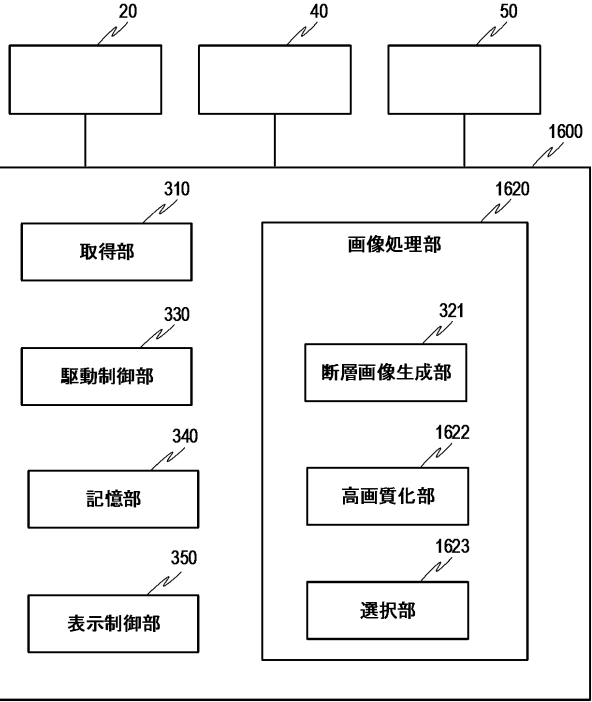 20
40
50
1600
310
取得部
1620
画像処理部
330
駆動制御部
321
断層画像生成部
340
記憶部
1622
高画質化部
350
表示制御部
1623
選択部